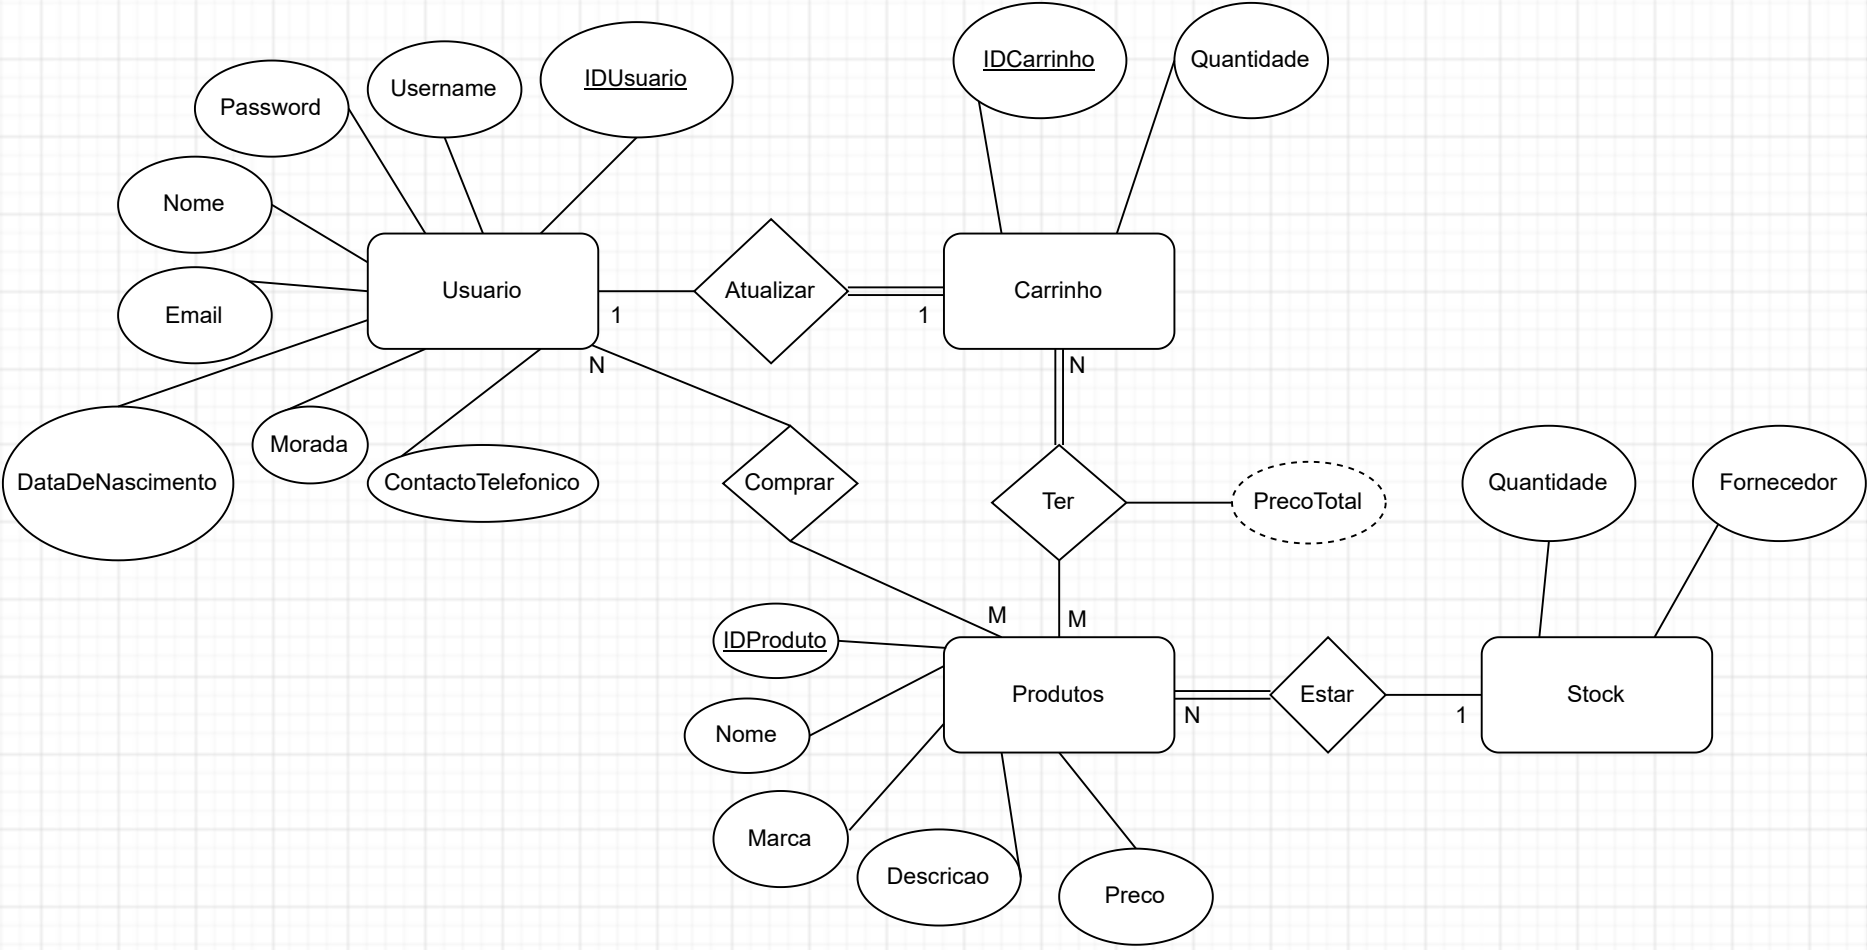 IDCarrinho
Quantidade
IDUsuario
Username
Password
Nome
Email
Usuario
Atualizar
Carrinho
1
1
N
N
DataDeNascimento
Morada
ContactoTelefonico
Comprar
Ter
PrecoTotal
Quantidade
Fornecedor
M
M
IDProduto
Nome
Marca
Descricao
Preco
Produtos
N
Estar
1
Stock